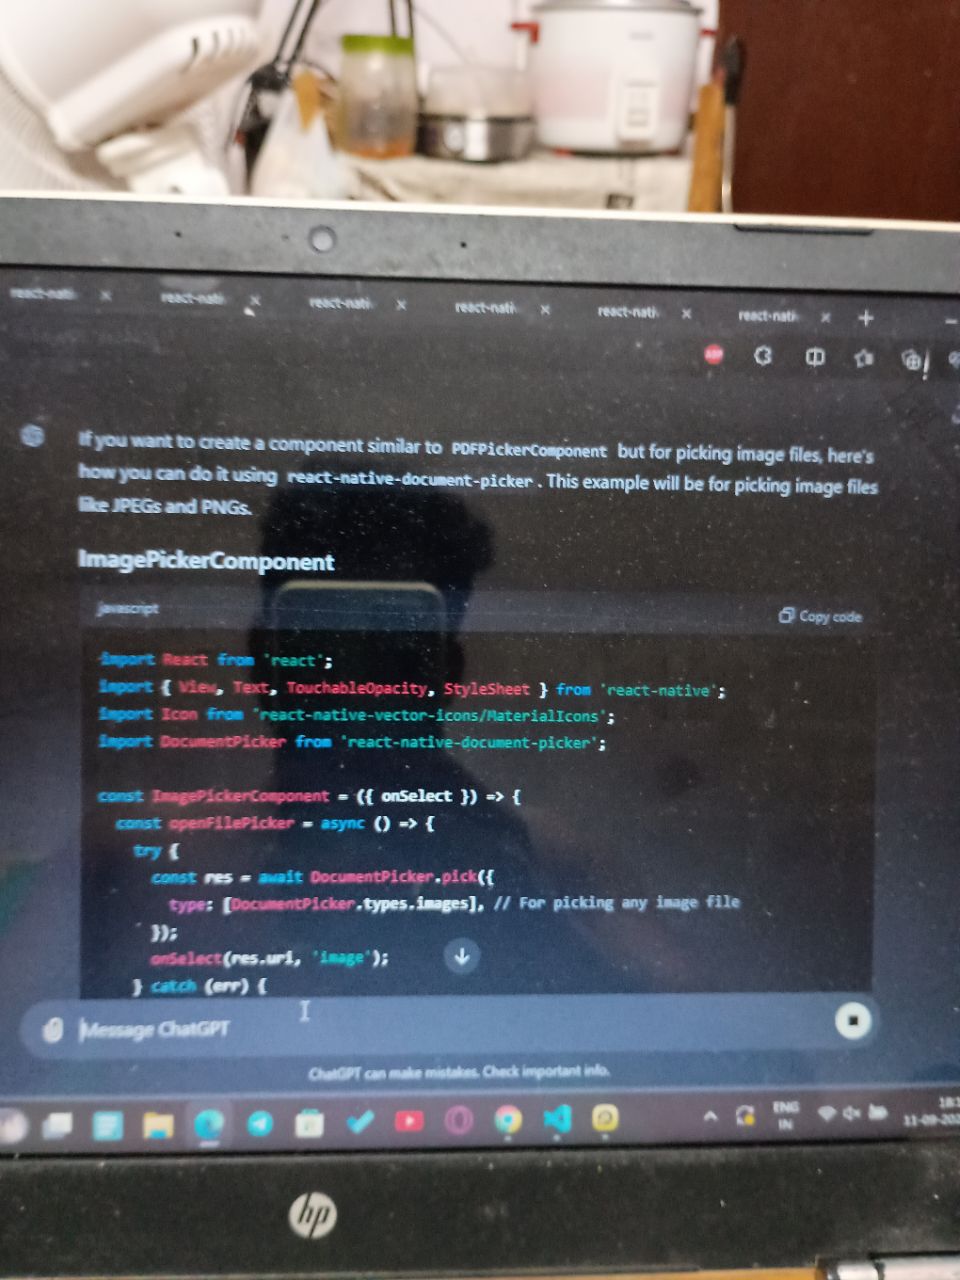 react-nati
react-nati
react-nati
react-nati
react-nati
react-nati
ABP
If you want to create a component similar to PDFPickerComponent but for picking image files, here's
how you can do it using react-native-document-picker. This example will be for picking image files
like JPEGs and PNGs.
ImagePickerComponent
javascript
Copy code
import React from 'react';
import { View, Text, TouchableOpacity, StyleSheet } from 'react-native';
import Icon from 'react-native-vector-icons/MaterialIcons';
import DocumentPicker from 'react-native-document-picker';
const ImagePickerComponent = ({ onSelect }) => {
const openFilePicker = async () => {
try {
const res = await DocumentPicker.pick({
type: [DocumentPicker.types.images], // For picking any image file
});
onSelect(res.uri, 'image');
} catch (err) {
Message ChatGPT
ChatGPT can make mistakes. Check important info.
ENG
IN
18:1
11-09-202
hp